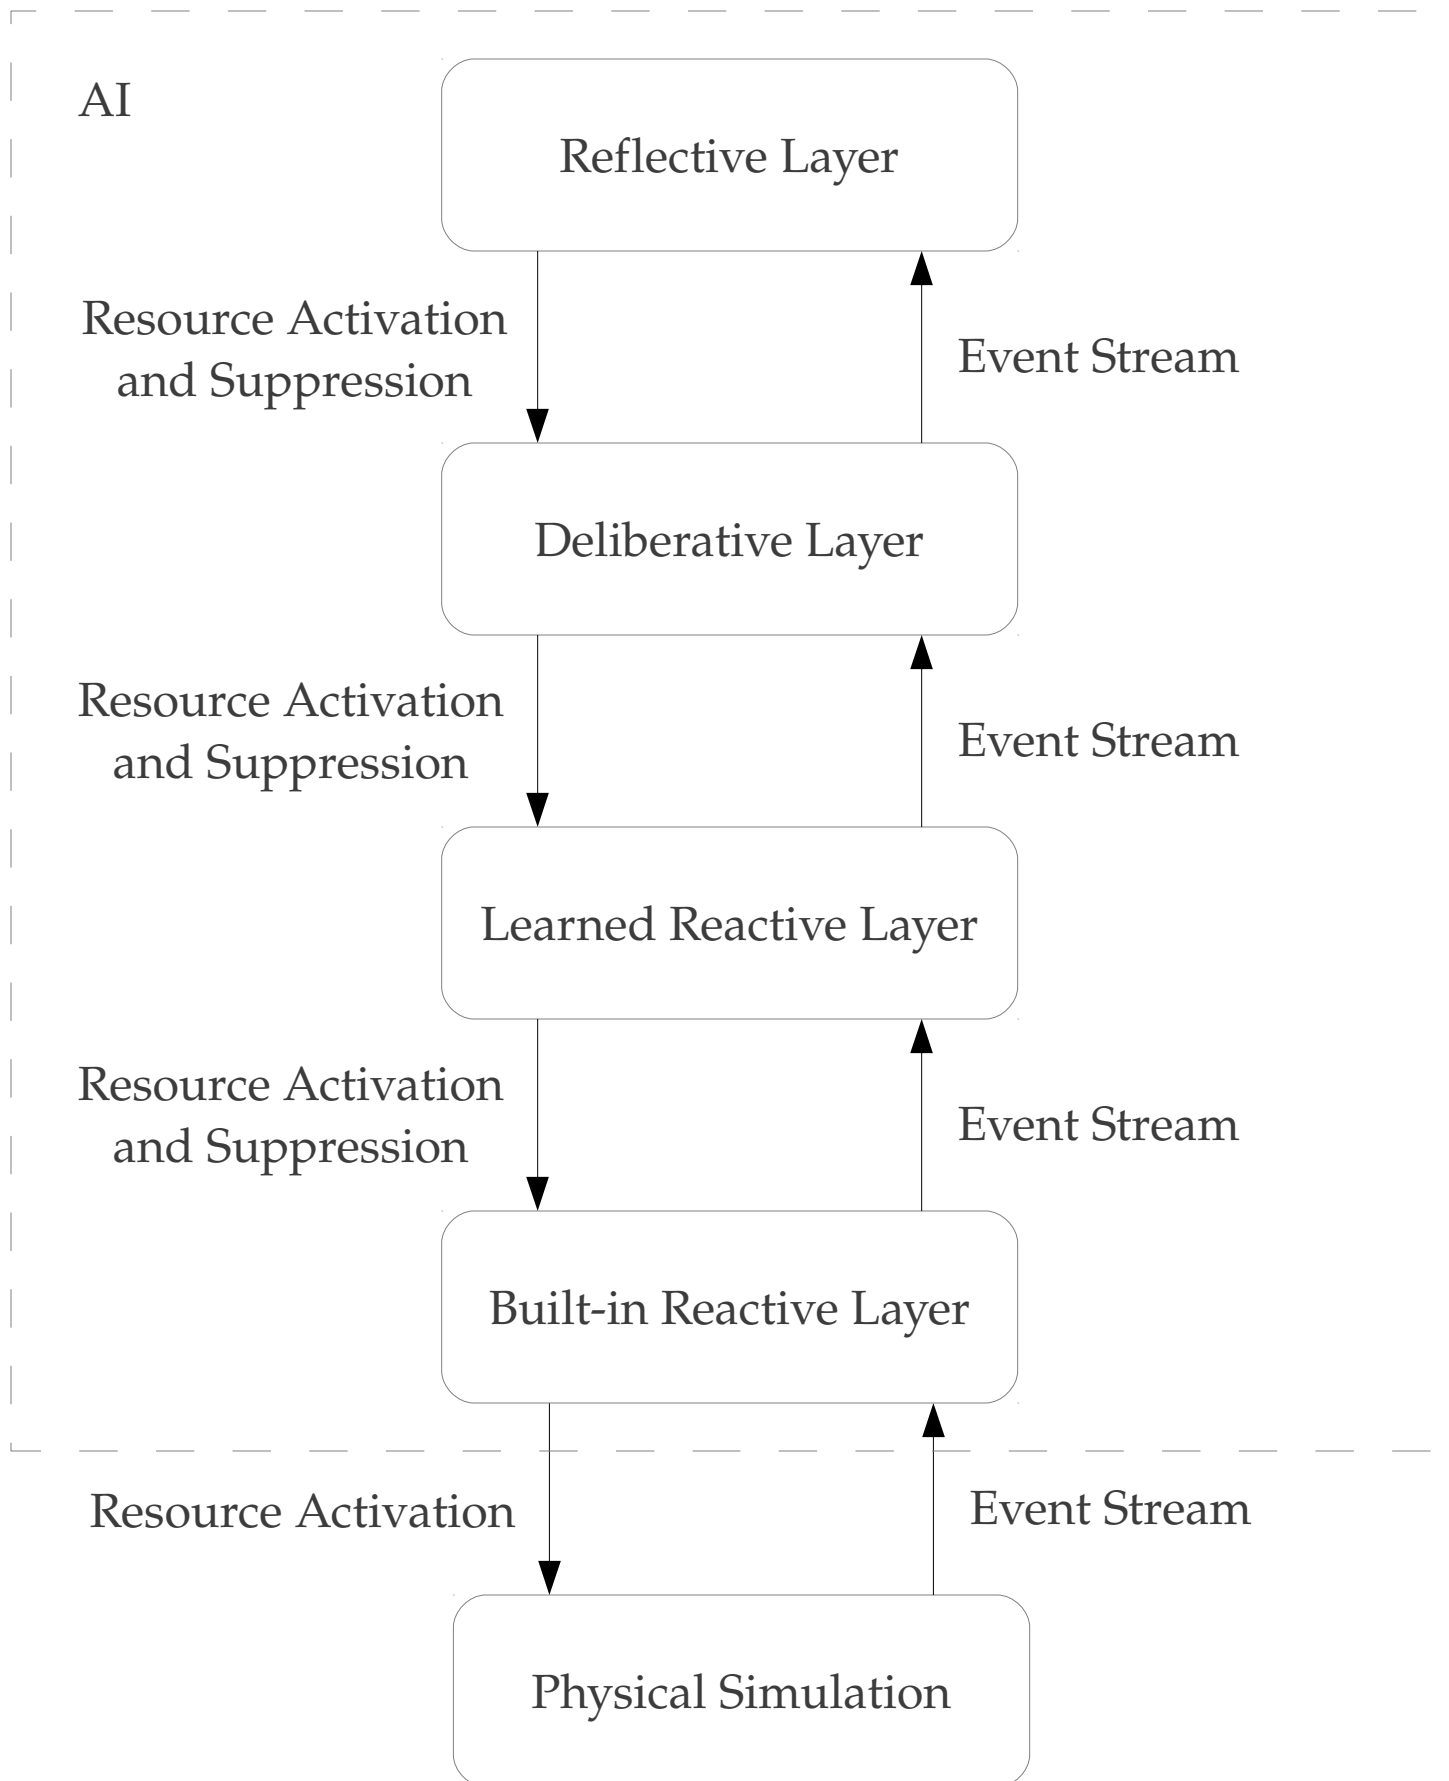 AI
Reflective Layer
Resource Activation
and Suppression
Event Stream
Deliberative Layer
Resource Activation
and Suppression
Event Stream
Learned Reactive Layer
Resource Activation
and Suppression
Event Stream
Built-in Reactive Layer
Resource Activation
Event Stream
Physical Simulation